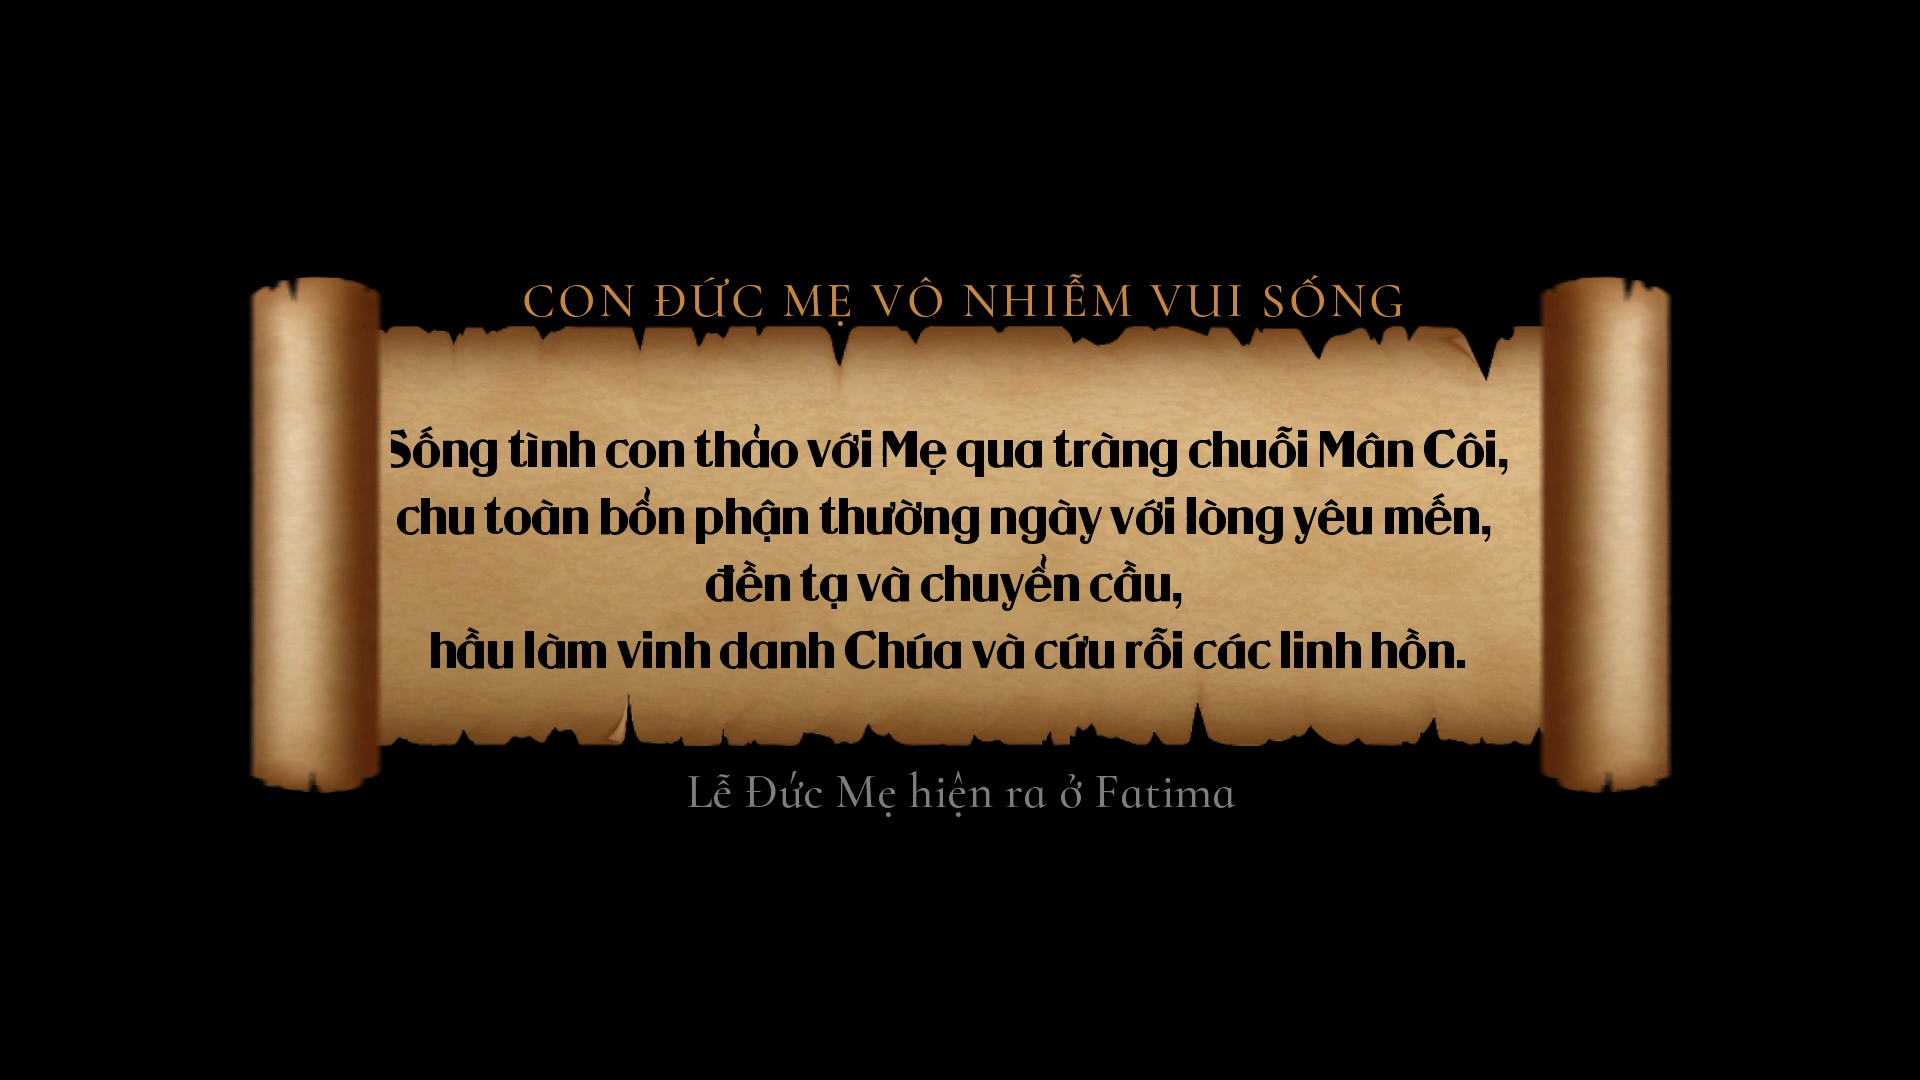 CON ĐỨC MẸ VÔ NHIỄM VUI SỐNG
Sống tình con thảo với Mẹ qua tràng chuỗi Mân Côi,
chu toàn bổn phận thường ngày với lòng yêu mến,
đền tạ và chuyển cầu,
hầu làm vinh danh Chúa và cứu rỗi các linh hồn.
Lễ Đức Mẹ hiện ra ở Fatima